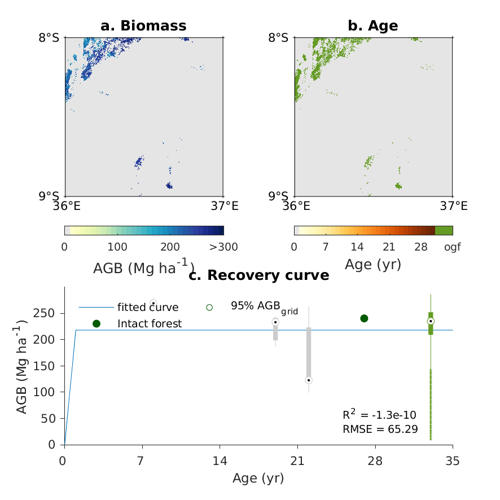 a. Biomass
b. Age
8°S
9°S
36°E
37°E
8°S
9°S
36°E
37°E
0
100
200
>300
AGB (Mg ha⁻¹)
0
7
14
21
28
ogf
Age (yr)
c. Recovery curve
AGB (Mg ha⁻¹)
300
250
200
150
100
50
0
fitted curve
95% AGB_grid
Intact forest
R² = -1.3e-10
RMSE = 65.29
0
7
14
21
28
35
Age (yr)